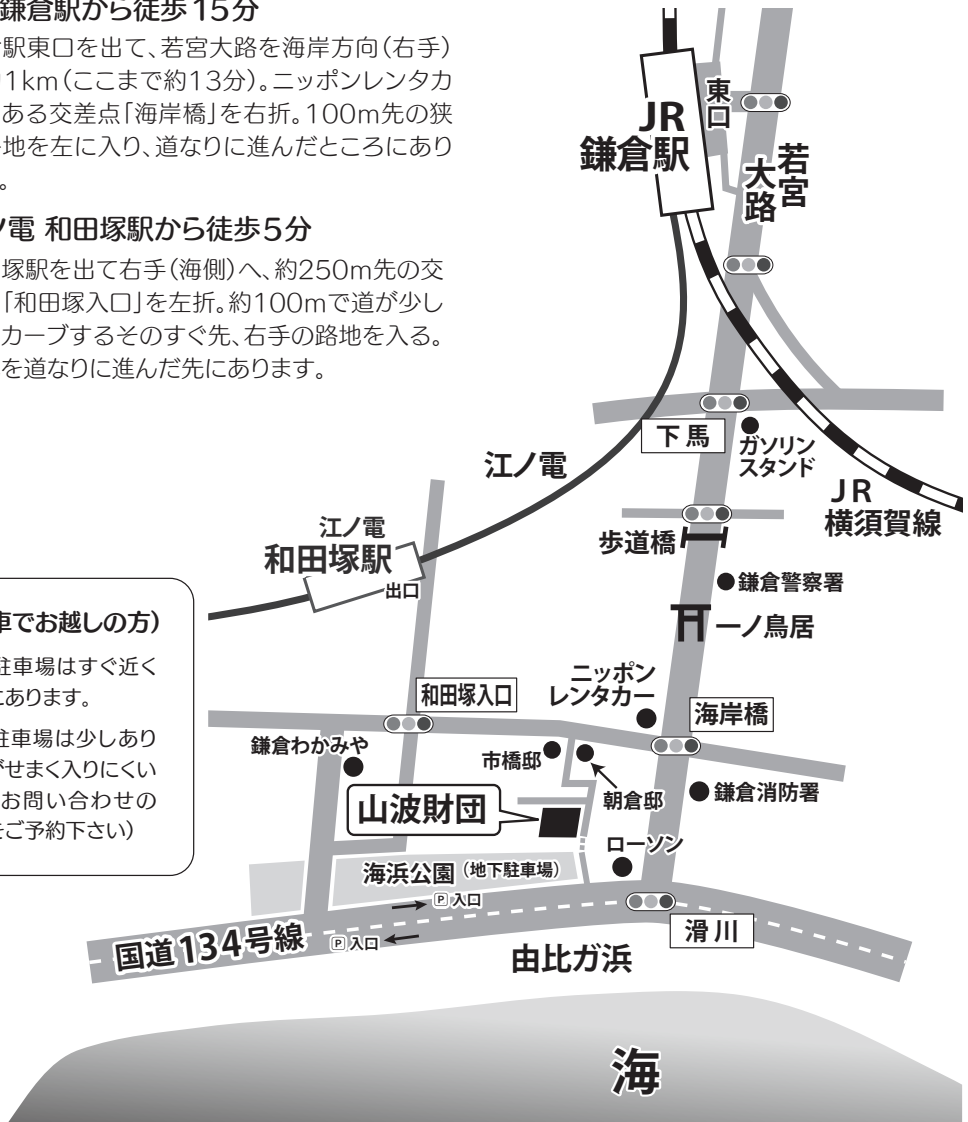 鎌倉駅から徒歩15分
駅東口を出て、若宮大路を海岸方向(右手)
1km(ここまで約13分)。ニッポンレンタカ
ある交差点「海岸橋」を右折。100m先の狭
地を左に入り、道なりに進んだところにあり
。
ノ電 和田塚駅から徒歩5分
塚駅を出て右手(海側)へ、約250m先の交
「和田塚入口」を左折。約100mで道が少し
カーブするそのすぐ先、右手の路地を入る。
を道なりに進んだ先にあります。
車でお越しの方)
駐車場はすぐ近く
にあります。
駐車場は少しあり
がせまく入りにくい
お問い合わせの
をご予約下さい)
JR
鎌倉駅
東口
若宮
大路
下馬
ガソリン
スタンド
江ノ電
JR
横須賀線
江ノ電
和田塚駅
出口
歩道橋
鎌倉警察署
一ノ鳥居
ニッポン
レンタカー
和田塚入口
海岸橋
鎌倉わかみや
市橋邸
朝倉邸
鎌倉消防署
山波財団
ローソン
海浜公園(地下駐車場)
P 入口
P 入口
国道134号線
滑川
由比ガ浜
海